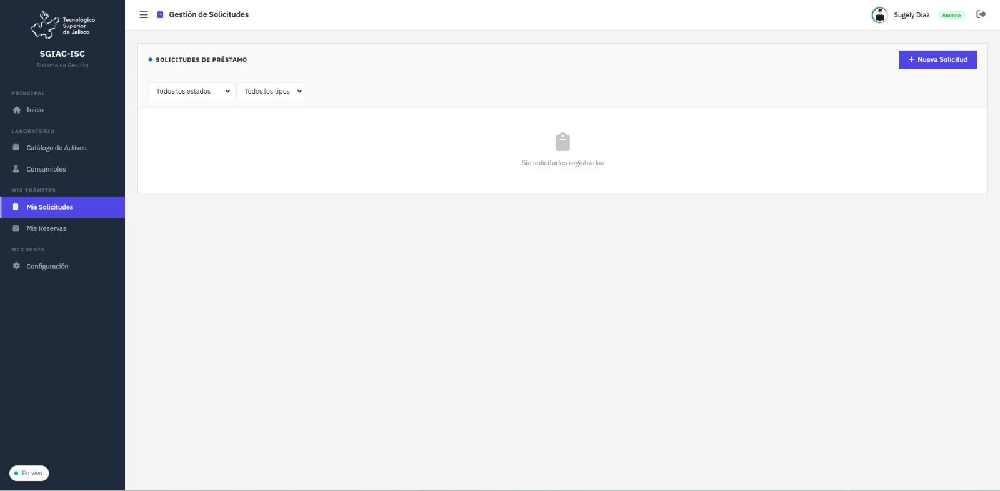 Tecnológico
Superior
de Jalisco
SGIAC-ISC
Sistema de Gestión
PRINCIPAL
Inicio
LABORATORIO
Catálogo de Activos
Consumibles
MIS TRÁMITES
Mis Solicitudes
Mis Reservas
MI CUENTA
Configuración
En vivo
Gestión de Solicitudes
Sugely Diaz
Alumno
SOLICITUDES DE PRÉSTAMO
Nueva Solicitud
Todos los estados
Todos los tipos
Sin solicitudes registradas